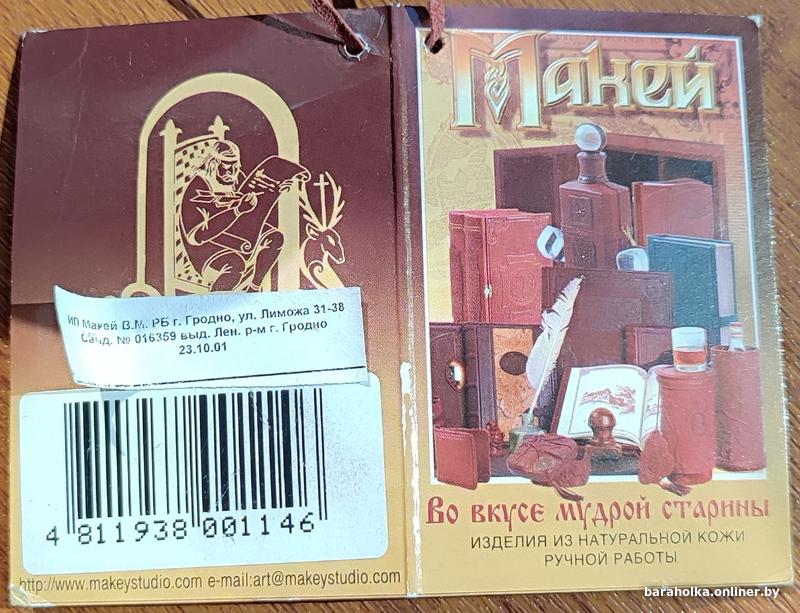 ИП Макей В.М. РБ г. Гродно, ул. Лиможа 31-38
Свид. № 016359 выд. Лен. р-м г. Гродно
23.10.01
4 811938 001146
http://www.makeystudio.com e-mail:art@makeystudio.com
Макей
Во вкусе мудрой старины
ИЗДЕЛИЯ ИЗ НАТУРАЛЬНОЙ КОЖИ
РУЧНОЙ РАБОТЫ
baraholka.onliner.by